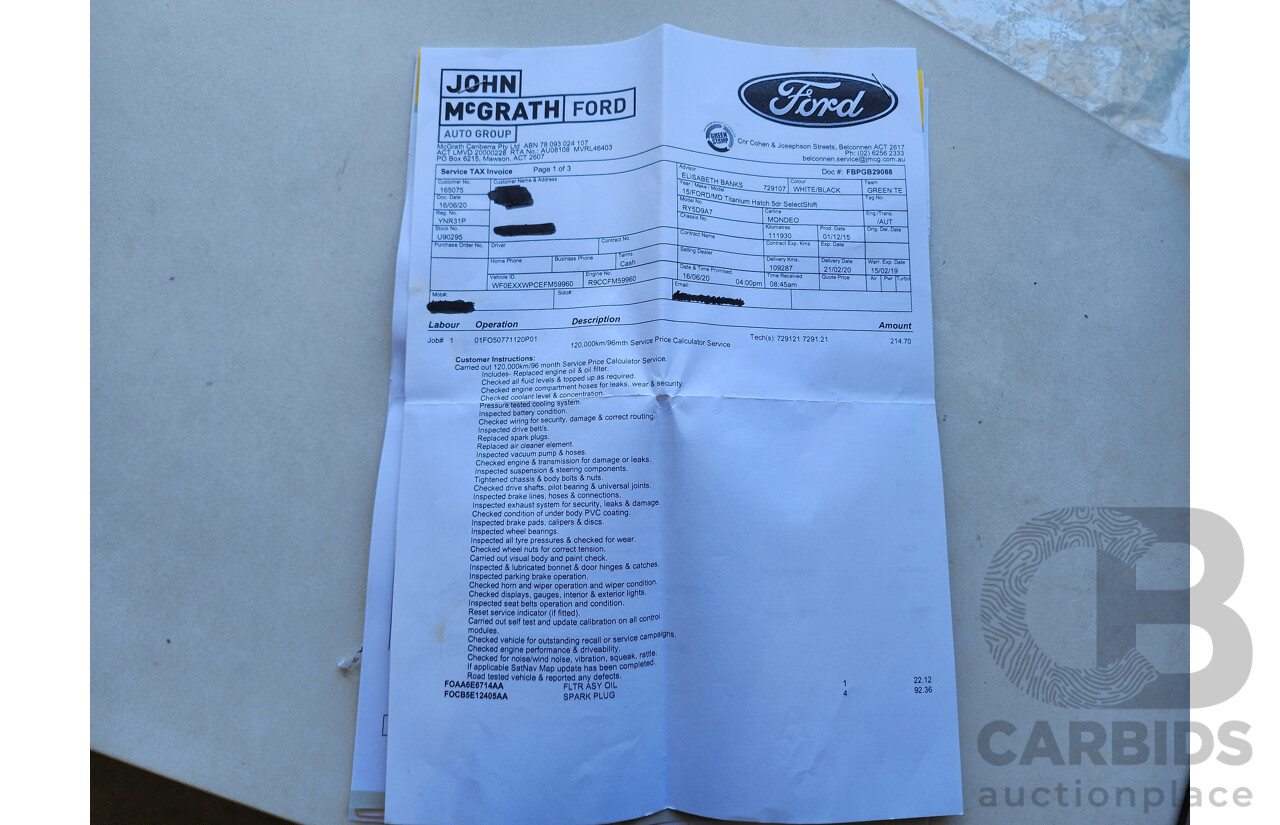 JOHN
McGRATH FORD
AUTO GROUP
Ford
GREEN STOMP
McGrath Canberra Pty Ltd ABN 78 093 024 107
ACT LMVD 20000228 RTA No.: AU08108 MVRL46403
PO Box 6215, Mawson, ACT 2607
Cnr Cohen & Josephson Streets, Belconnen ACT 2617
Ph: (02) 6256 2333
belconnen.service@jmcg.com.au
Service TAX Invoice Page 1 of 3
Doc #: FBPGB29088
Customer No. Customer Name & Address
165075
Doc. Date
16/06/20
Reg. No.
YNR31P
Stock No.
U90295
Purchase Order No. Driver Contract No.
Home Phone Business Phone Terms
Cash
Vehicle ID. Engine No.
WF0EXXWPCEFM59960 R9CCFM59960
Mob#: Side#:
Advisor Colour Team
ELISABETH BANKS 729107 WHITE/BLACK GREEN TE
Year / Make / Model Tag No.
15/FORD/MD Titanium Hatch 5dr SelectShift
Model No. Carline Eng./Trans.
RY5D9A7 MONDEO /AUT
Chassis No. Kilometres Prod. Date Orig. Del. Date
111930 01/12/15
Contract Name Contract Exp. Kms Exp. Date
Selling Dealer Delivery Kms. Delivery Date Warr. Exp. Date
109287 21/02/20 15/02/19
Date & Time Promised Time Received Quote Price Air Pwr Turbo
16/06/20 04:00pm 08:45am
Email:
Labour Operation Description Amount
Job# 1 01FO50771120P01 120,000km/96mth Service Price Calculator Service Tech(s): 729121 7291.21 214.70
Customer Instructions:
Carried out 120,000km/96 month Service Price Calculator Service.
Includes- Replaced engine oil & oil filter.
Checked all fluid levels & topped up as required.
Checked engine compartment hoses for leaks, wear & security.
Checked coolant level & concentration.
Pressure tested cooling system.
Inspected battery condition.
Checked wiring for security, damage & correct routing.
Inspected drive belt/s.
Replaced spark plugs.
Replaced air cleaner element.
Inspected vacuum pump & hoses.
Checked engine & transmission for damage or leaks.
Inspected suspension & steering components.
Tightened chassis & body bolts & nuts.
Checked drive shafts, pilot bearing & universal joints.
Inspected brake lines, hoses & connections.
Inspected exhaust system for security, leaks & damage.
Checked condition of under body PVC coating.
Inspected brake pads, calipers & discs.
Inspected wheel bearings.
Inspected all tyre pressures & checked for wear.
Checked wheel nuts for correct tension.
Carried out visual body and paint check.
Inspected & lubricated bonnet & door hinges & catches.
Inspected parking brake operation.
Checked horn and wiper operation and wiper condition.
Checked displays, gauges, interior & exterior lights.
Inspected seat belts operation and condition.
Reset service indicator (if fitted).
Carried out self test and update calibration on all control
modules.
Checked vehicle for outstanding recall or service campaigns,
Checked engine performance & driveability.
Checked for noise/wind noise, vibration, squeak, rattle.
If applicable SatNav Map update has been completed.
Road tested vehicle & reported any defects.
FOAA6E6714AA FLTR ASY OIL 1 22.12
FOCB5E12405AA SPARK PLUG 4 92.36
CB
CARBIDS
auctionplace